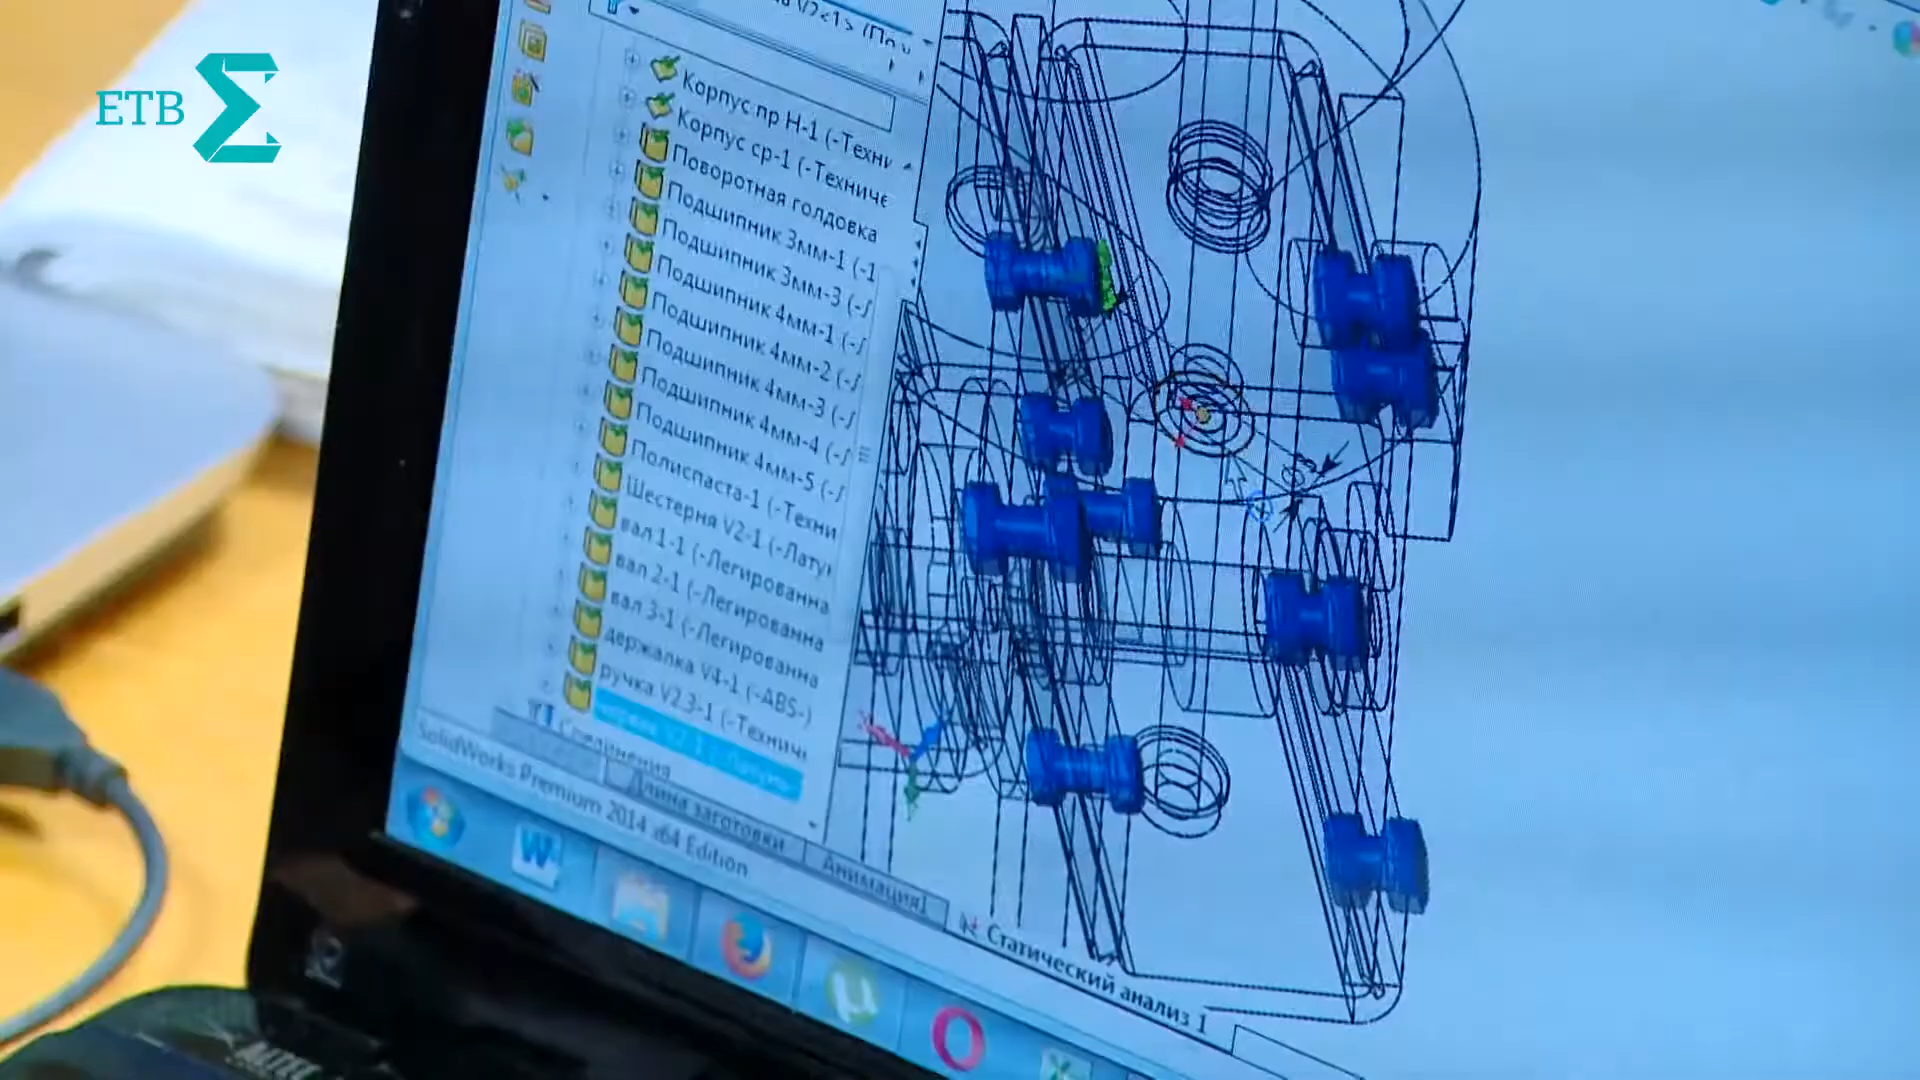 ETB
Корпус пр Н-1 (-Техни
Корпус ср-1 (-Техниче
Поворотная голдовка
Подшипник 3мм-1 (-1
Подшипник 3мм-3 (-Л
Подшипник 4мм-1 (-Л
Подшипник 4мм-2 (-Л
Подшипник 4мм-3 (-Л
Подшипник 4мм-4 (-Л
Подшипник 4мм-5 (-Л
Полиспаста-1 (-Техни
Шестерня V2-1 (-Латун
вал 1-1 (-Легированна
вал 2-1 (-Легированна
вал 3-1 (-Легированна
держалка V4-1 (-ABS-)
ручка V2.3-1 (-Техниче
Соединения
Длина заготовки
Анимация1
Статический анализ 1
SolidWorks Premium 2014 x64 Edition